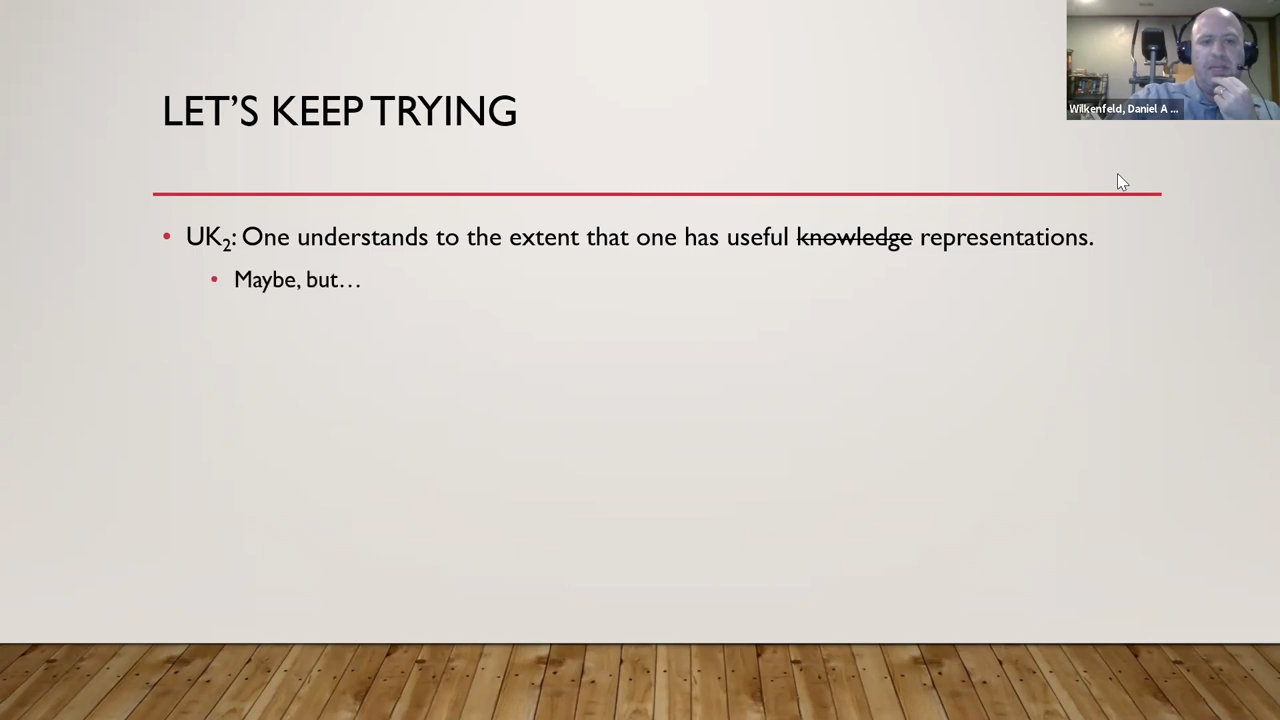 Wilkenfeld, Daniel A ...
LET'S KEEP TRYING
• UK₂: One understands to the extent that one has useful knowledge representations.
• Maybe, but…